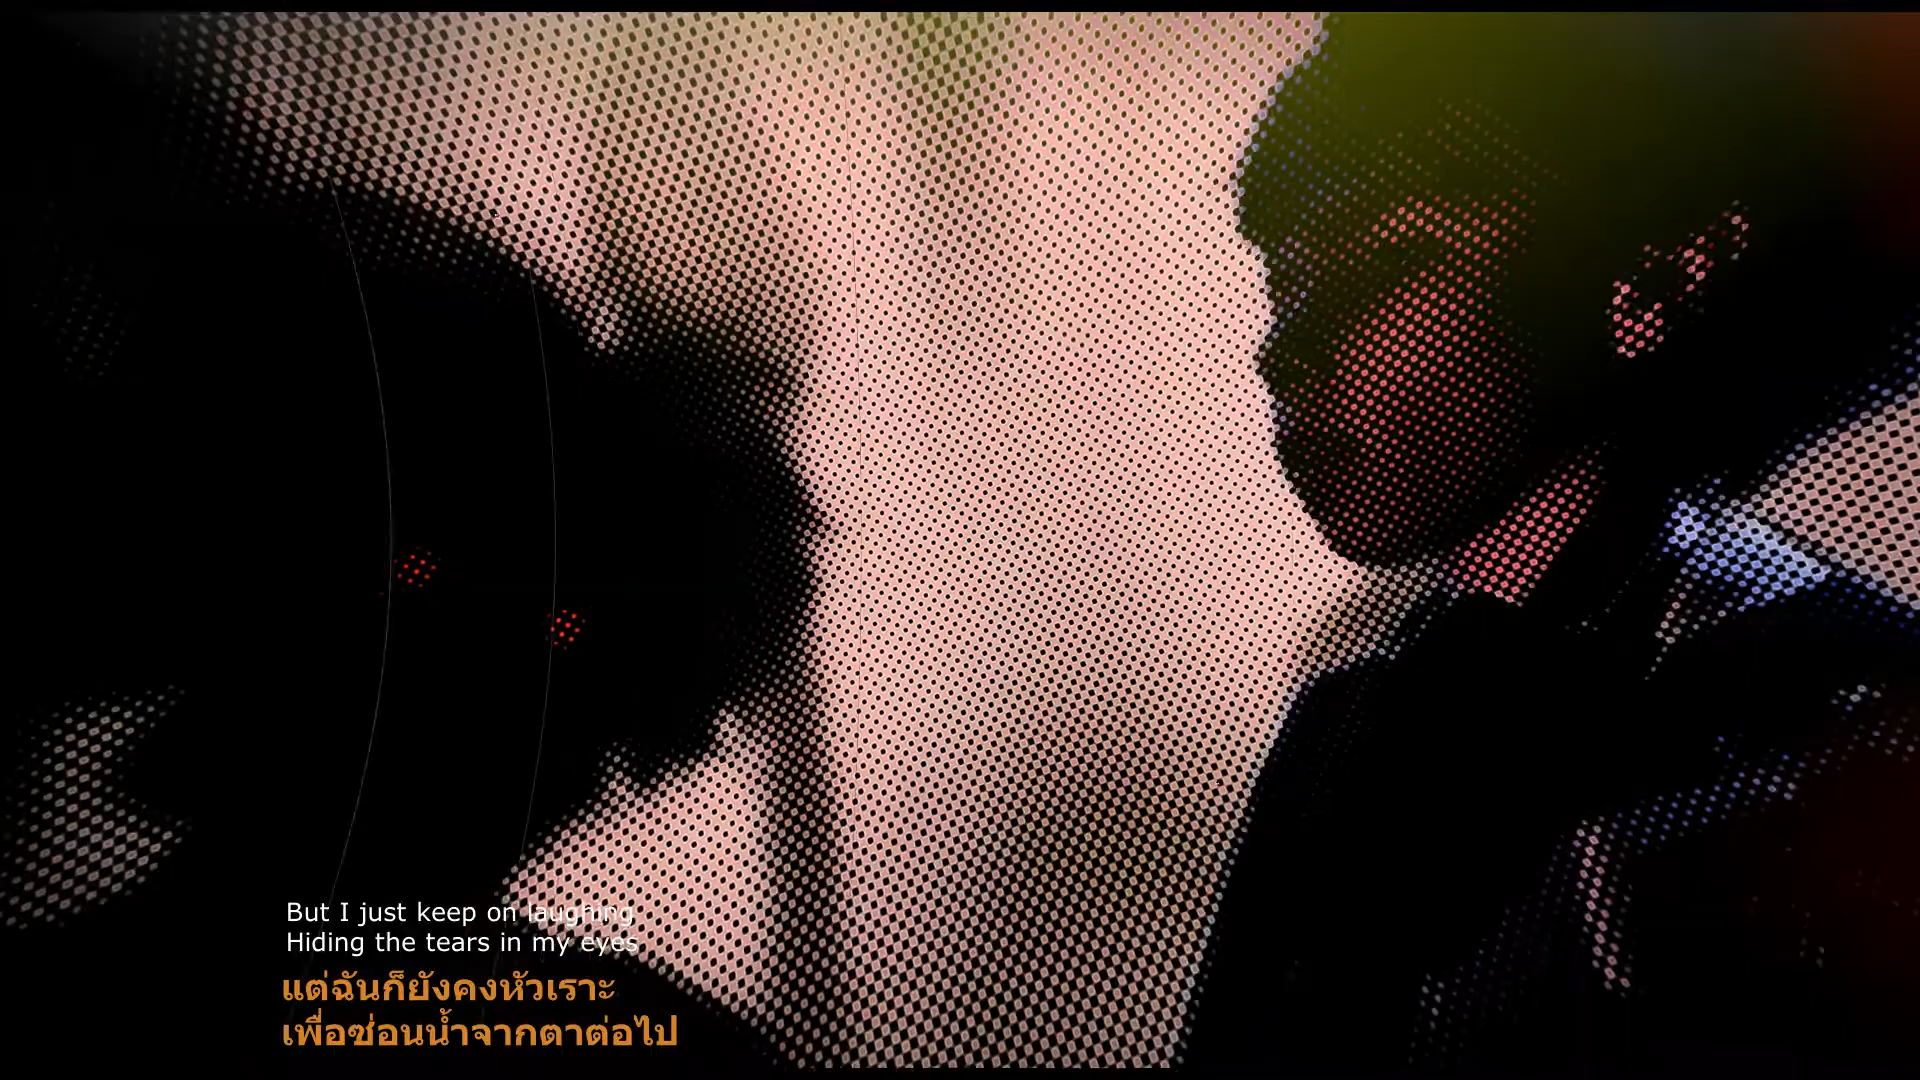 But I just keep on laughing
Hiding the tears in my eyes
แต่ฉันก็ยังคงหัวเราะ
เพื่อซ่อนน้ำจากตาต่อไป